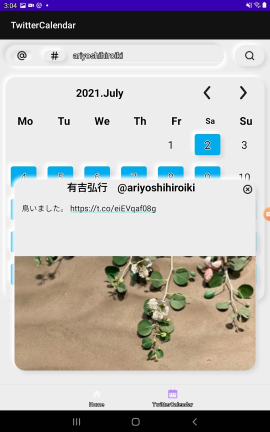 3:04
TwitterCalendar
@ # ariyoshihiroiki
2021.July
Mo Tu We Th Fr Sa Su
1 2 3
10
有吉弘行 @ariyoshihiroiki
鳥いました。 https://t.co/eiEVqaf08g
Home TwitterCalendar